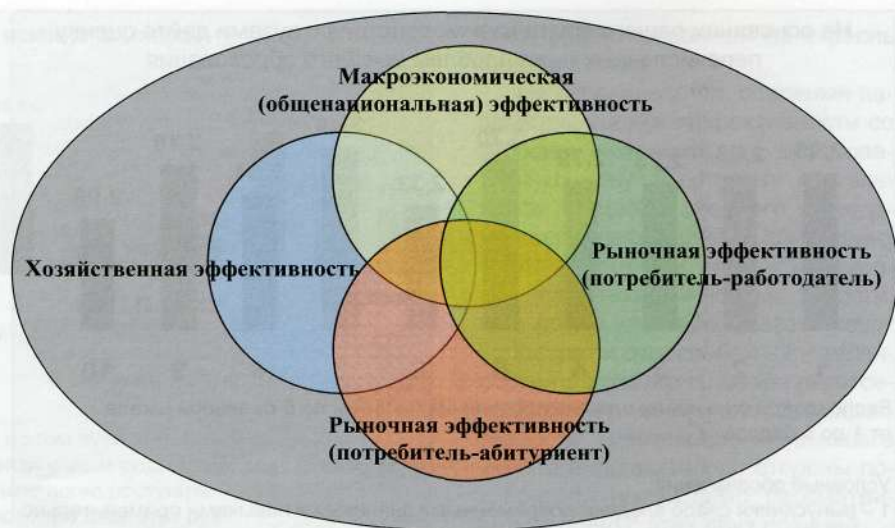 Макроэкономическая
(общенациональная) эффективность
Хозяйственная эффективность
Рыночная эффективность
(потребитель-работодатель)
Рыночная эффективность
(потребитель-абитуриент)